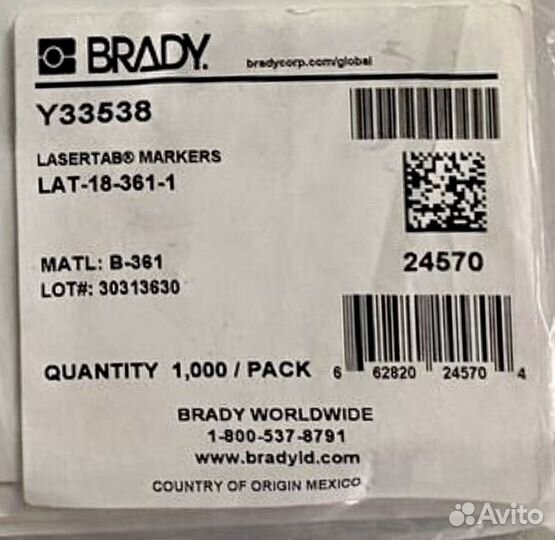 BRADY.
bradycorp.com/global
Y33538
LASERTAB® MARKERS
LAT-18-361-1
MATL: B-361
24570
LOT#: 30313630
QUANTITY 1,000 / PACK
6 62820 24570 4
BRADY WORLDWIDE
1-800-537-8791
www.bradyid.com
COUNTRY OF ORIGIN MEXICO
Avito